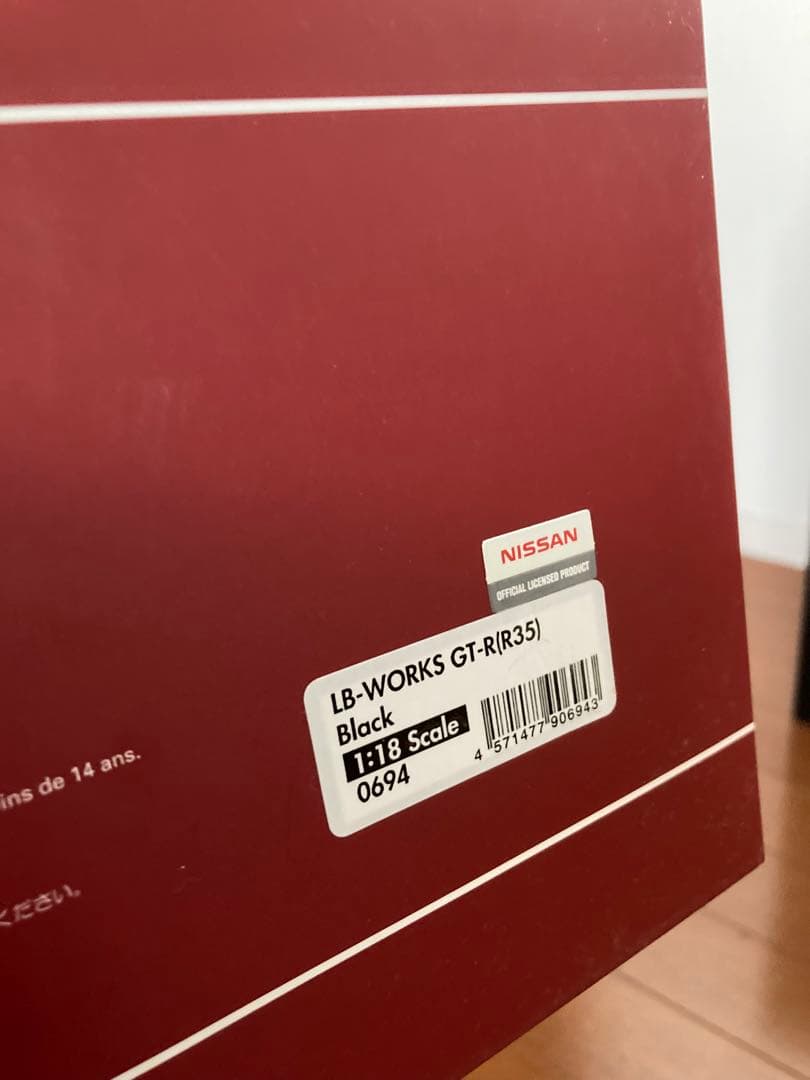 NISSAN
OFFICIAL LICENSED PRODUCT
LB-WORKS GT-R(R35)
Black
1:18 Scale
0694
4 571477 906943
ins de 14 ans.
ください。